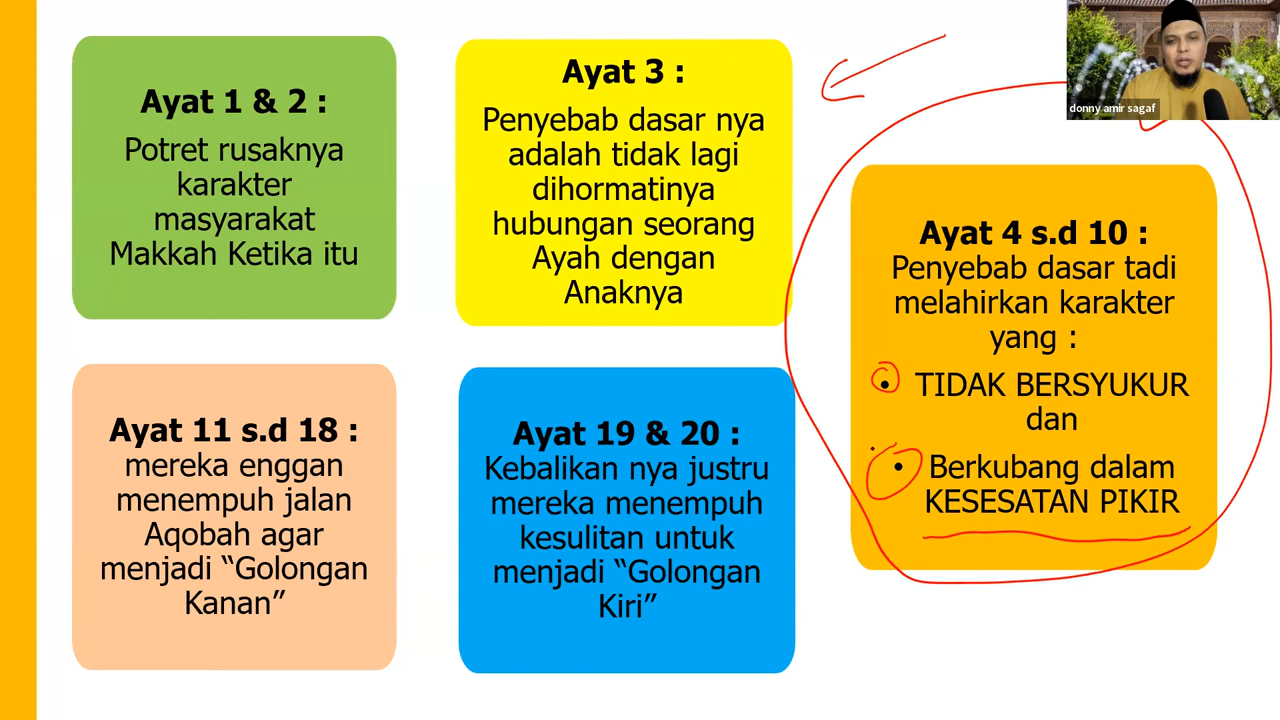 Ayat 1 & 2 :
Potret rusaknya
karakter
masyarakat
Makkah Ketika itu
Ayat 3 :
Penyebab dasar nya
adalah tidak lagi
dihormatinya
hubungan seorang
Ayah dengan
Anaknya
donny amir sagaf
Ayat 4 s.d 10 :
Penyebab dasar tadi
melahirkan karakter
yang :
• TIDAK BERSYUKUR
dan
• Berkubang dalam
KESESATAN PIKIR
Ayat 11 s.d 18 :
mereka enggan
menempuh jalan
Aqobah agar
menjadi “Golongan
Kanan”
Ayat 19 & 20 :
Kebalikan nya justru
mereka menempuh
kesulitan untuk
menjadi “Golongan
Kiri”